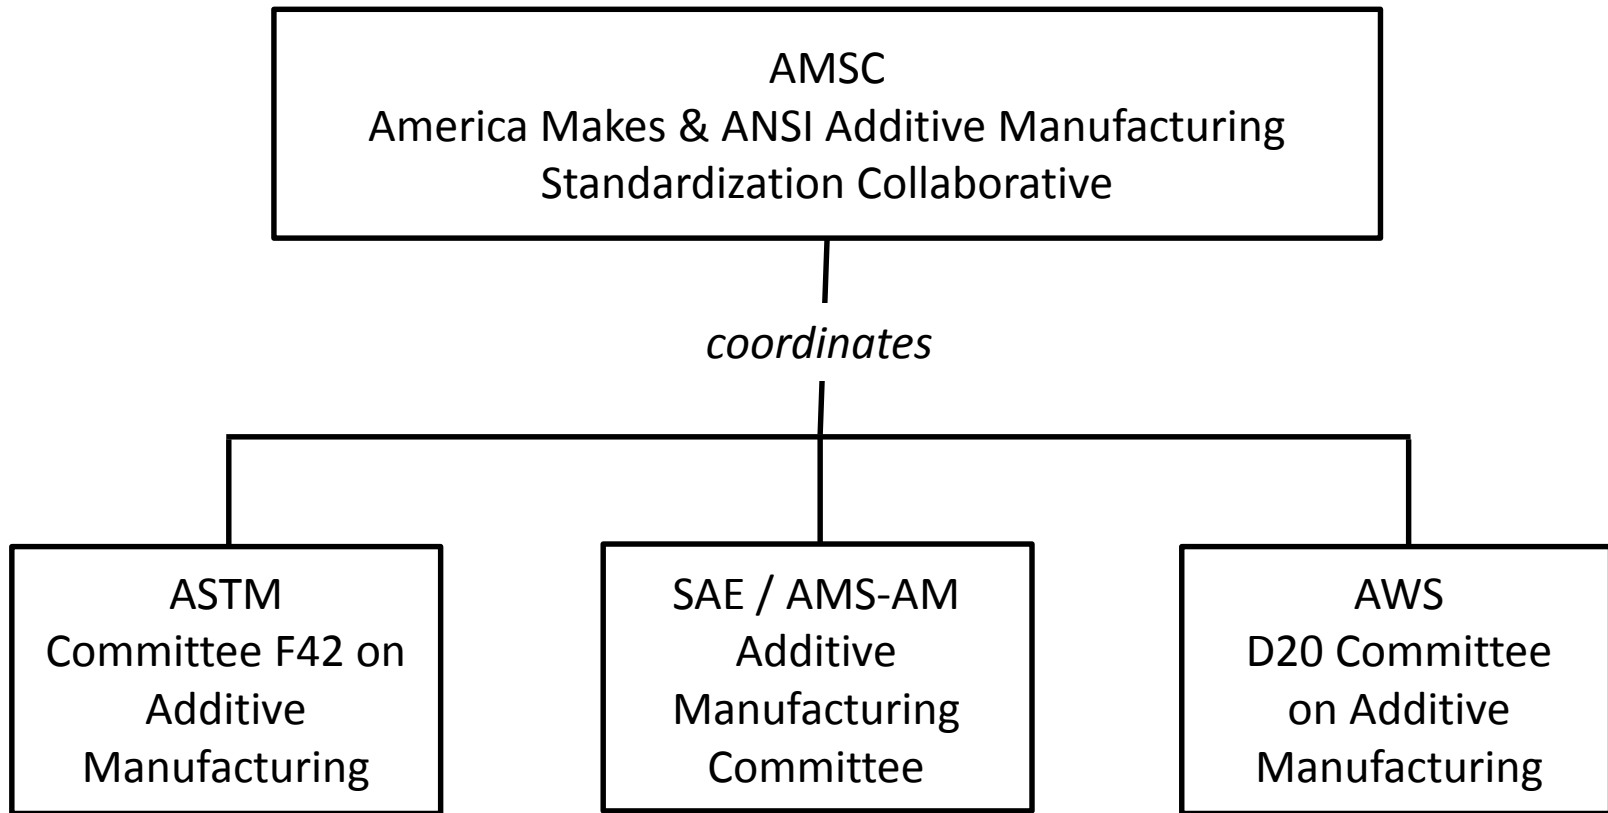 AMSC
America Makes & ANSI Additive Manufacturing
Standardization Collaborative
coordinates
ASTM
Committee F42 on
Additive
Manufacturing
SAE / AMS-AM
Additive
Manufacturing
Committee
AWS
D20 Committee
on Additive
Manufacturing